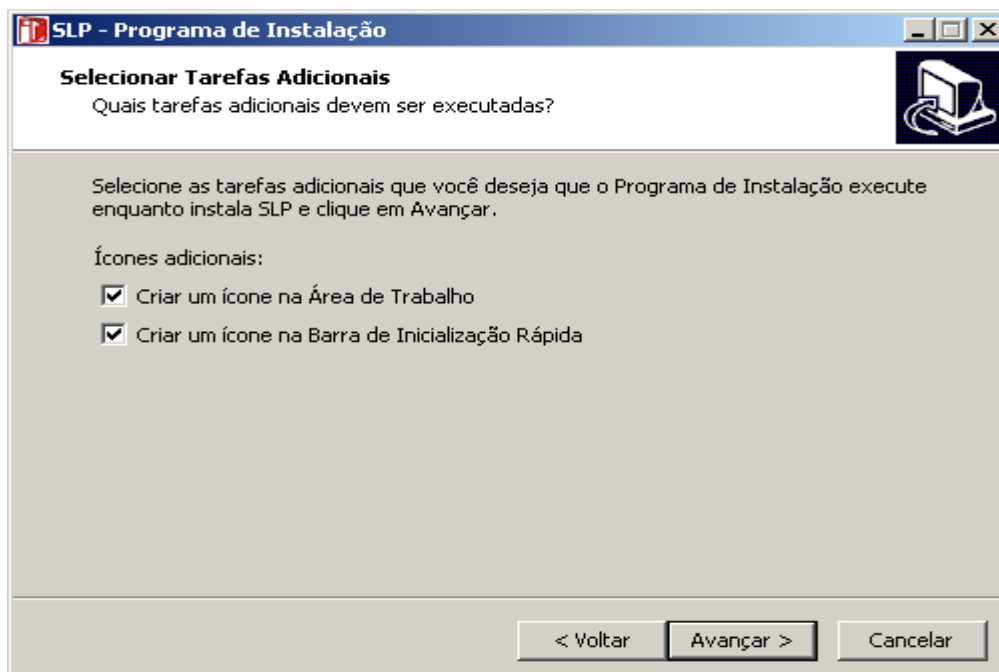 SLP - Programa de Instalação
Selecionar Tarefas Adicionais
Quais tarefas adicionais devem ser executadas?
Selecione as tarefas adicionais que você deseja que o Programa de Instalação execute
enquanto instala SLP e clique em Avançar.
Ícones adicionais:
Criar um ícone na Área de Trabalho
Criar um ícone na Barra de Inicialização Rápida
< Voltar
Avançar >
Cancelar